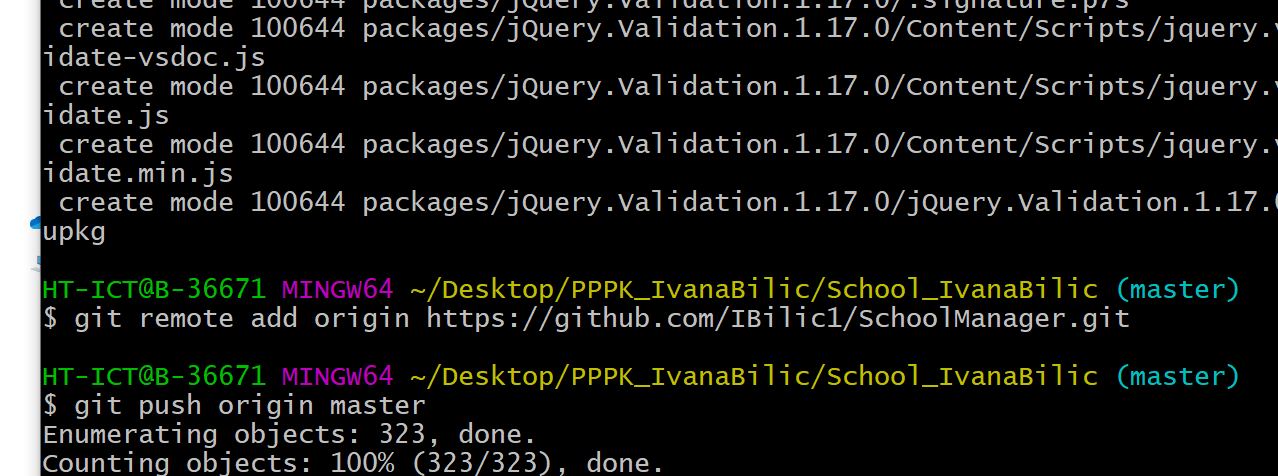 create mode 100644 packages/jQuery.Validation.1.17.0/.signature.p7s
create mode 100644 packages/jQuery.Validation.1.17.0/Content/Scripts/jquery.v
idate-vsdoc.js
create mode 100644 packages/jQuery.Validation.1.17.0/Content/Scripts/jquery.v
idate.js
create mode 100644 packages/jQuery.Validation.1.17.0/Content/Scripts/jquery.v
idate.min.js
create mode 100644 packages/jQuery.Validation.1.17.0/jQuery.Validation.1.17.0
upkg
HT-ICT@B-36671 MINGW64 ~/Desktop/PPPK_IvanaBilic/School_IvanaBilic (master)
$ git remote add origin https://github.com/IBilic1/SchoolManager.git
HT-ICT@B-36671 MINGW64 ~/Desktop/PPPK_IvanaBilic/School_IvanaBilic (master)
$ git push origin master
Enumerating objects: 323, done.
Counting objects: 100% (323/323), done.